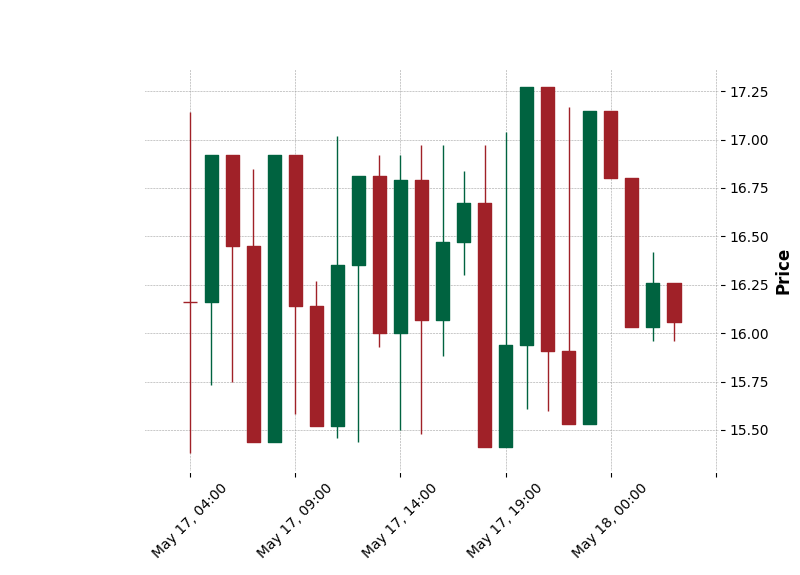 17.25
17.00
16.75
16.50
16.25
16.00
15.75
15.50
Price
May 17, 04:00
May 17, 09:00
May 17, 14:00
May 17, 19:00
May 18, 00:00